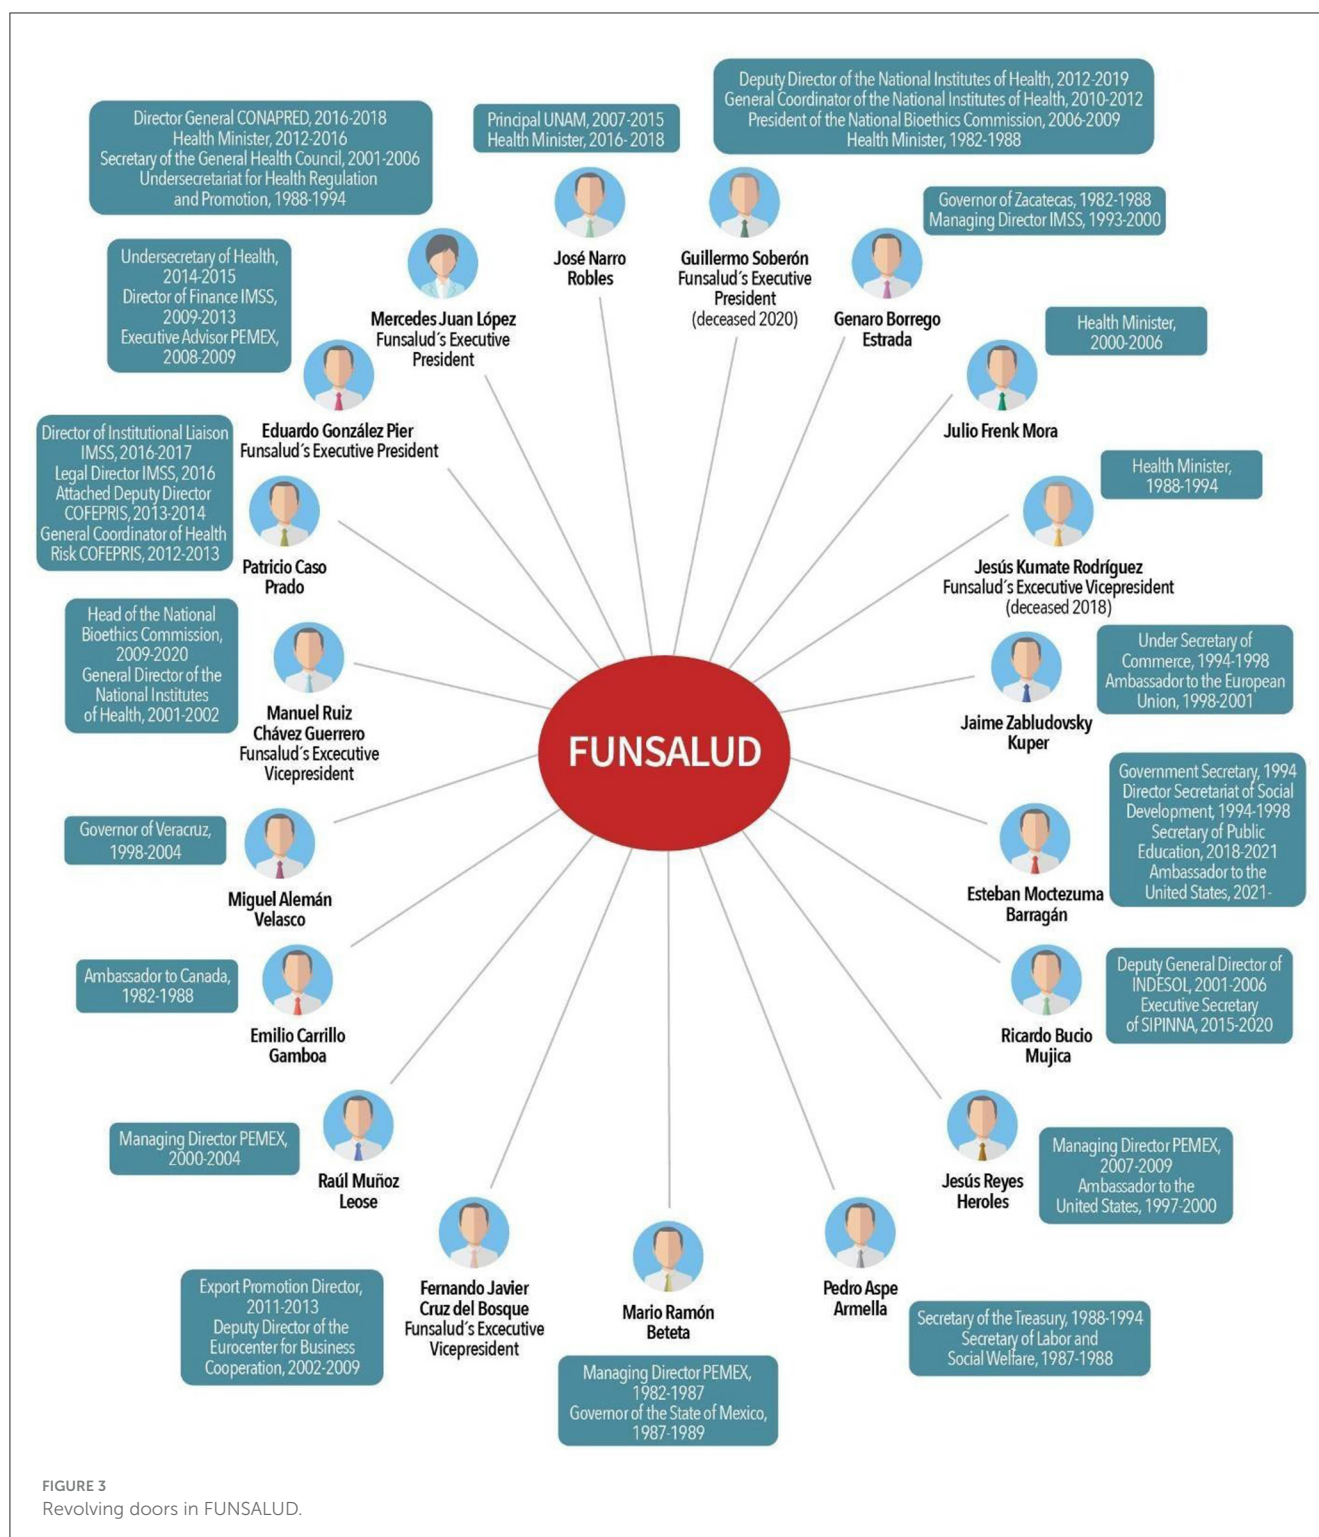 Director General CONAPRED, 2016-2018
Health Minister, 2012-2016
Secretary of the General Health Council, 2001-2006
Undersecretariat for Health Regulation
and Promotion, 1988-1994
Mercedes Juan López
Funsalud´s Executive
President
Principal UNAM, 2007-2015
Health Minister, 2016- 2018
José Narro
Robles
Deputy Director of the National Institutes of Health, 2012-2019
General Coordinator of the National Institutes of Health, 2010-2012
President of the National Bioethics Commission, 2006-2009
Health Minister, 1982-1988
Guillermo Soberón
Funsalud´s Executive
President
(deceased 2020)
Governor of Zacatecas, 1982-1988
Managing Director IMSS, 1993-2000
Genaro Borrego
Estrada
Health Minister,
2000-2006
Julio Frenk Mora
Health Minister,
1988-1994
Jesús Kumate Rodríguez
Funsalud´s Excecutive Vicepresident
(deceased 2018)
Under Secretary of
Commerce, 1994-1998
Ambassador to the European
Union, 1998-2001
Jaime Zabludovsky
Kuper
Government Secretary, 1994
Director Secretariat of Social
Development, 1994-1998
Secretary of Public
Education, 2018-2021
Ambassador to the
United States, 2021-
Esteban Moctezuma
Barragán
Deputy General Director of
INDESOL, 2001-2006
Executive Secretary
of SIPINNA, 2015-2020
Ricardo Bucio
Mujica
Managing Director PEMEX,
2007-2009
Ambassador to the
United States, 1997-2000
Jesús Reyes
Heroles
Pedro Aspe
Armella
Secretary of the Treasury, 1988-1994
Secretary of Labor and
Social Welfare, 1987-1988
Mario Ramón
Beteta
Managing Director PEMEX,
1982-1987
Governor of the State of Mexico,
1987-1989
Fernando Javier
Cruz del Bosque
Funsalud´s Excecutive
Vicepresident
Export Promotion Director,
2011-2013
Deputy Director of the
Eurocenter for Business
Cooperation, 2002-2009
Managing Director PEMEX,
2000-2004
Raúl Muñoz
Leose
Ambassador to Canada,
1982-1988
Emilio Carrillo
Gamboa
Governor of Veracruz,
1998-2004
Miguel Alemán
Velasco
Head of the National
Bioethics Commission,
2009-2020
General Director of the
National Institutes
of Health, 2001-2002
Manuel Ruiz
Chávez Guerrero
Funsalud´s Excecutive
Vicepresident
Director of Institutional Liaison
IMSS, 2016-2017
Legal Director IMSS, 2016
Attached Deputy Director
COFEPRIS, 2013-2014
General Coordinator of Health
Risk COFEPRIS, 2012-2013
Patricio Caso
Prado
Undersecretary of Health,
2014-2015
Director of Finance IMSS,
2009-2013
Executive Advisor PEMEX,
2008-2009
Eduardo González Pier
Funsalud´s Executive President
FUNSALUD
FIGURE 3
Revolving doors in FUNSALUD.